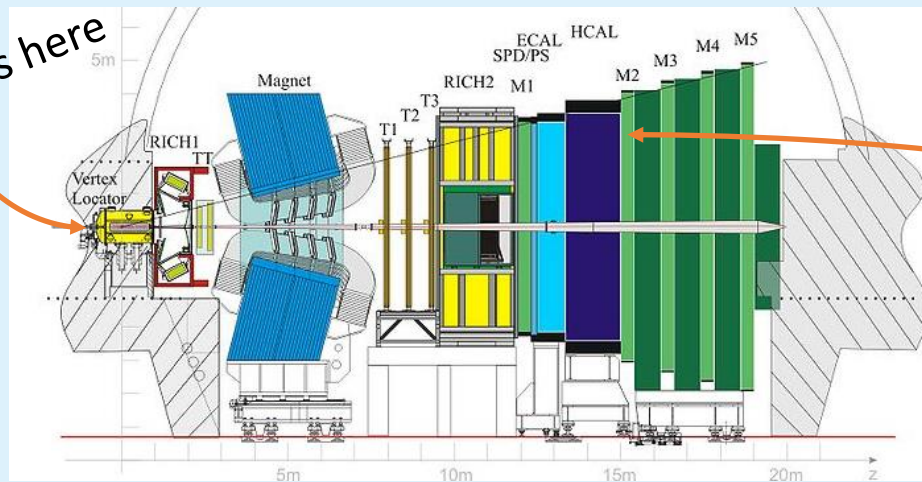 s here
5m
Magnet
RICH1
TT
Vertex
Locator
T1
T2
T3
RICH2
SPD/PS
M1
ECAL
HCAL
M2
M3
M4
M5
5m
10m
15m
20m
z